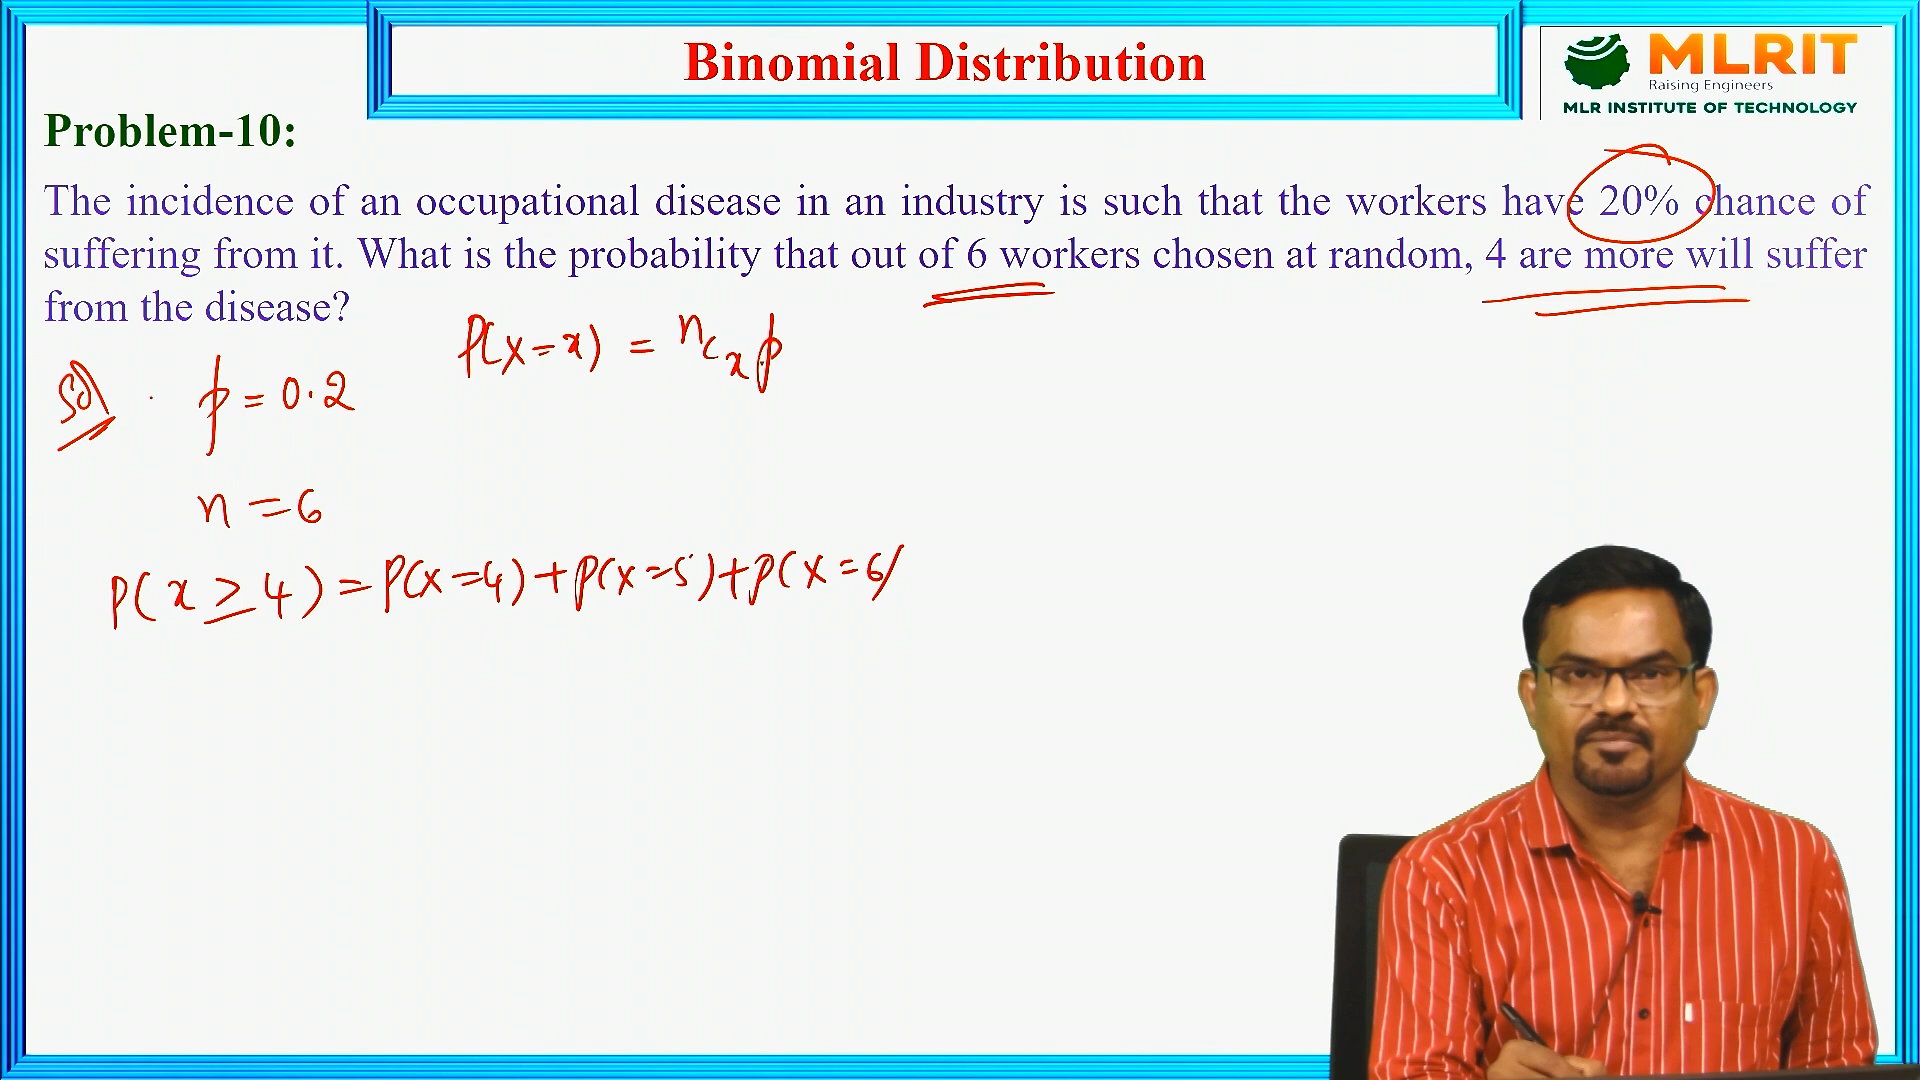 Binomial Distribution
MLRIT
Raising Engineers
MLR INSTITUTE OF TECHNOLOGY
Problem-10:
The incidence of an occupational disease in an industry is such that the workers have 20% chance of
suffering from it. What is the probability that out of 6 workers chosen at random, 4 are more will suffer
from the disease?
P(X=x) = nCx p
Sol . p = 0.2
n = 6
P(x ≥ 4) = P(X=4) + P(X=5) + P(X=6)